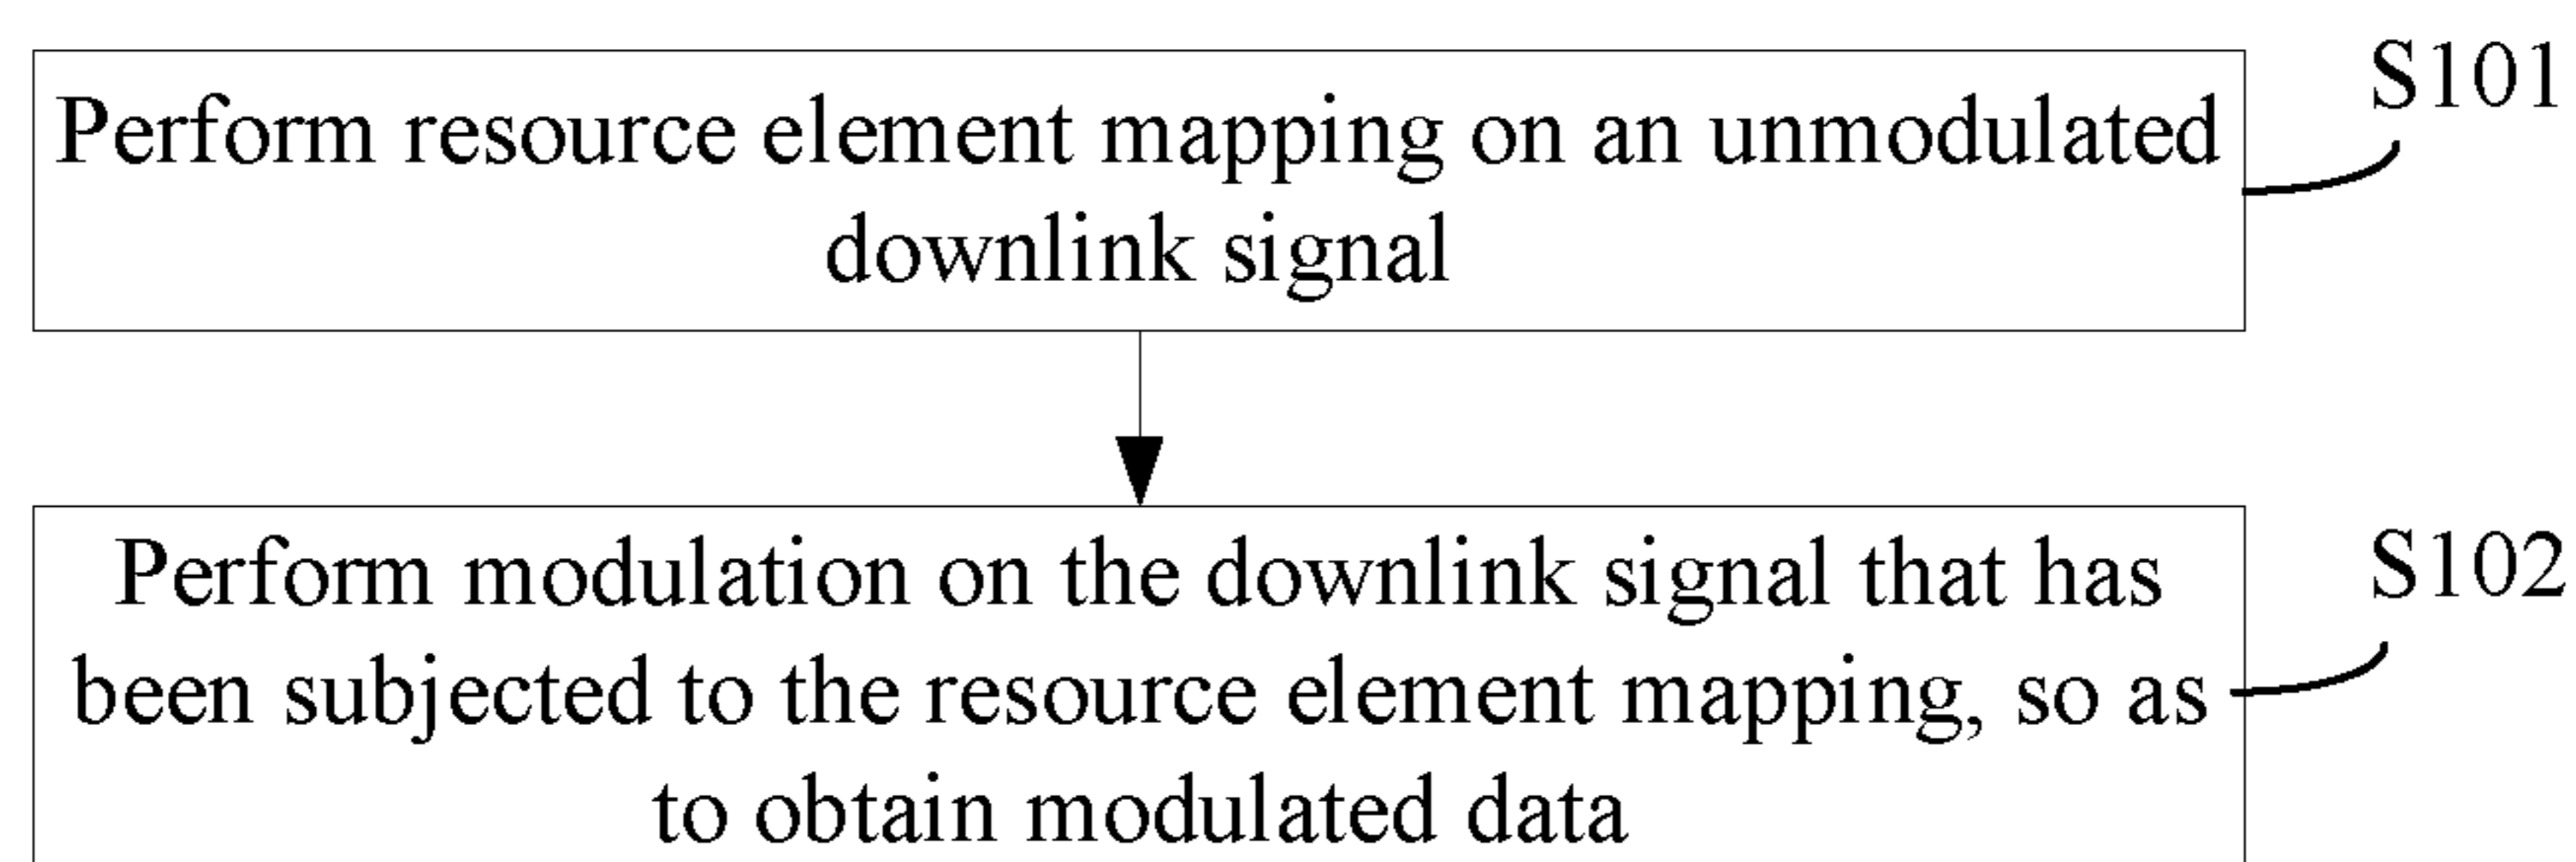 Perform resource element mapping on an unmodulated
downlink signal
S101
Perform modulation on the downlink signal that has
been subjected to the resource element mapping, so as
to obtain modulated data
S102